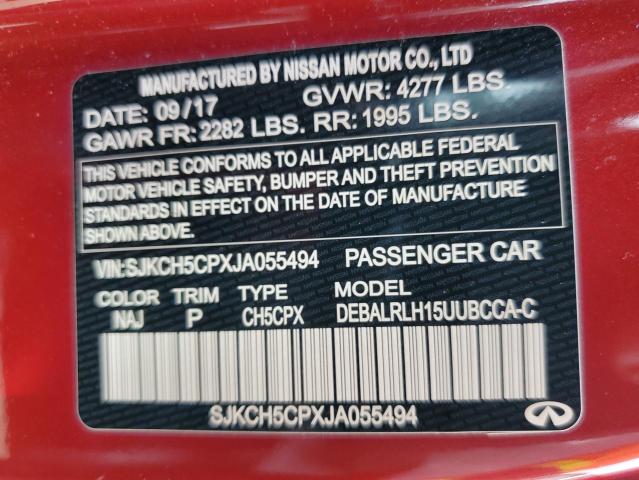 MANUFACTURED BY NISSAN MOTOR CO., LTD
DATE: 09/17 GVWR: 4277 LBS.
GAWR FR: 2282 LBS. RR: 1995 LBS.
THIS VEHICLE CONFORMS TO ALL APPLICABLE FEDERAL
MOTOR VEHICLE SAFETY, BUMPER AND THEFT PREVENTION
STANDARDS IN EFFECT ON THE DATE OF MANUFACTURE
SHOWN ABOVE.
VIN:SJKCH5CPXJA055494 PASSENGER CAR
COLOR TRIM TYPE MODEL
NAJ P CH5CPX DEBALRLH15UUBCCA-C
SJKCH5CPXJA055494